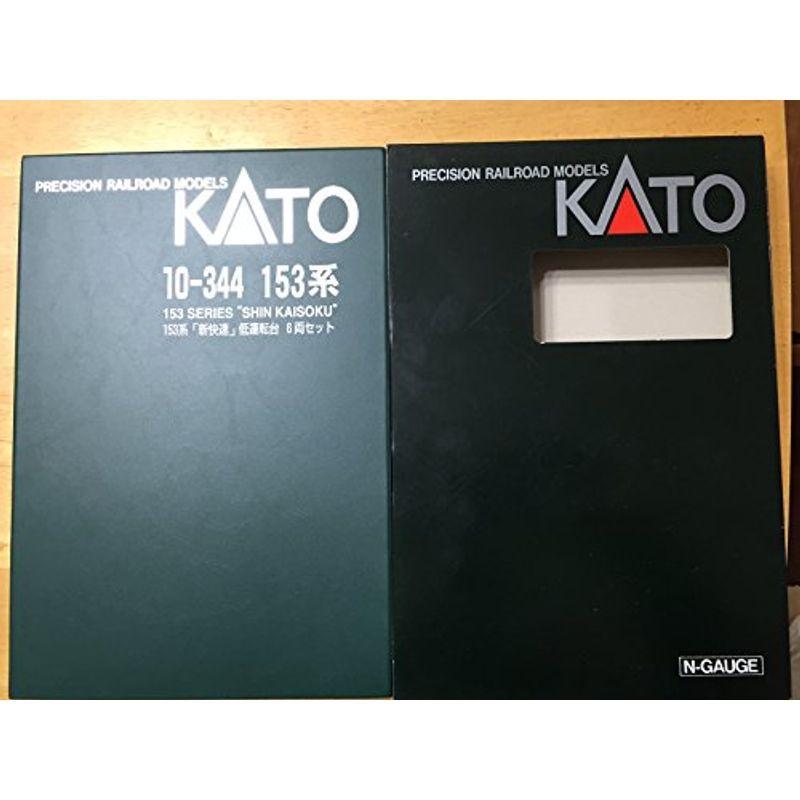 PRECISION RAILROAD MODELS
KATO
10-344 153系
153 SERIES "SHIN KAISOKU"
153系「新快速」低運転台 6両セット
PRECISION RAILROAD MODELS
KATO
N-GAUGE